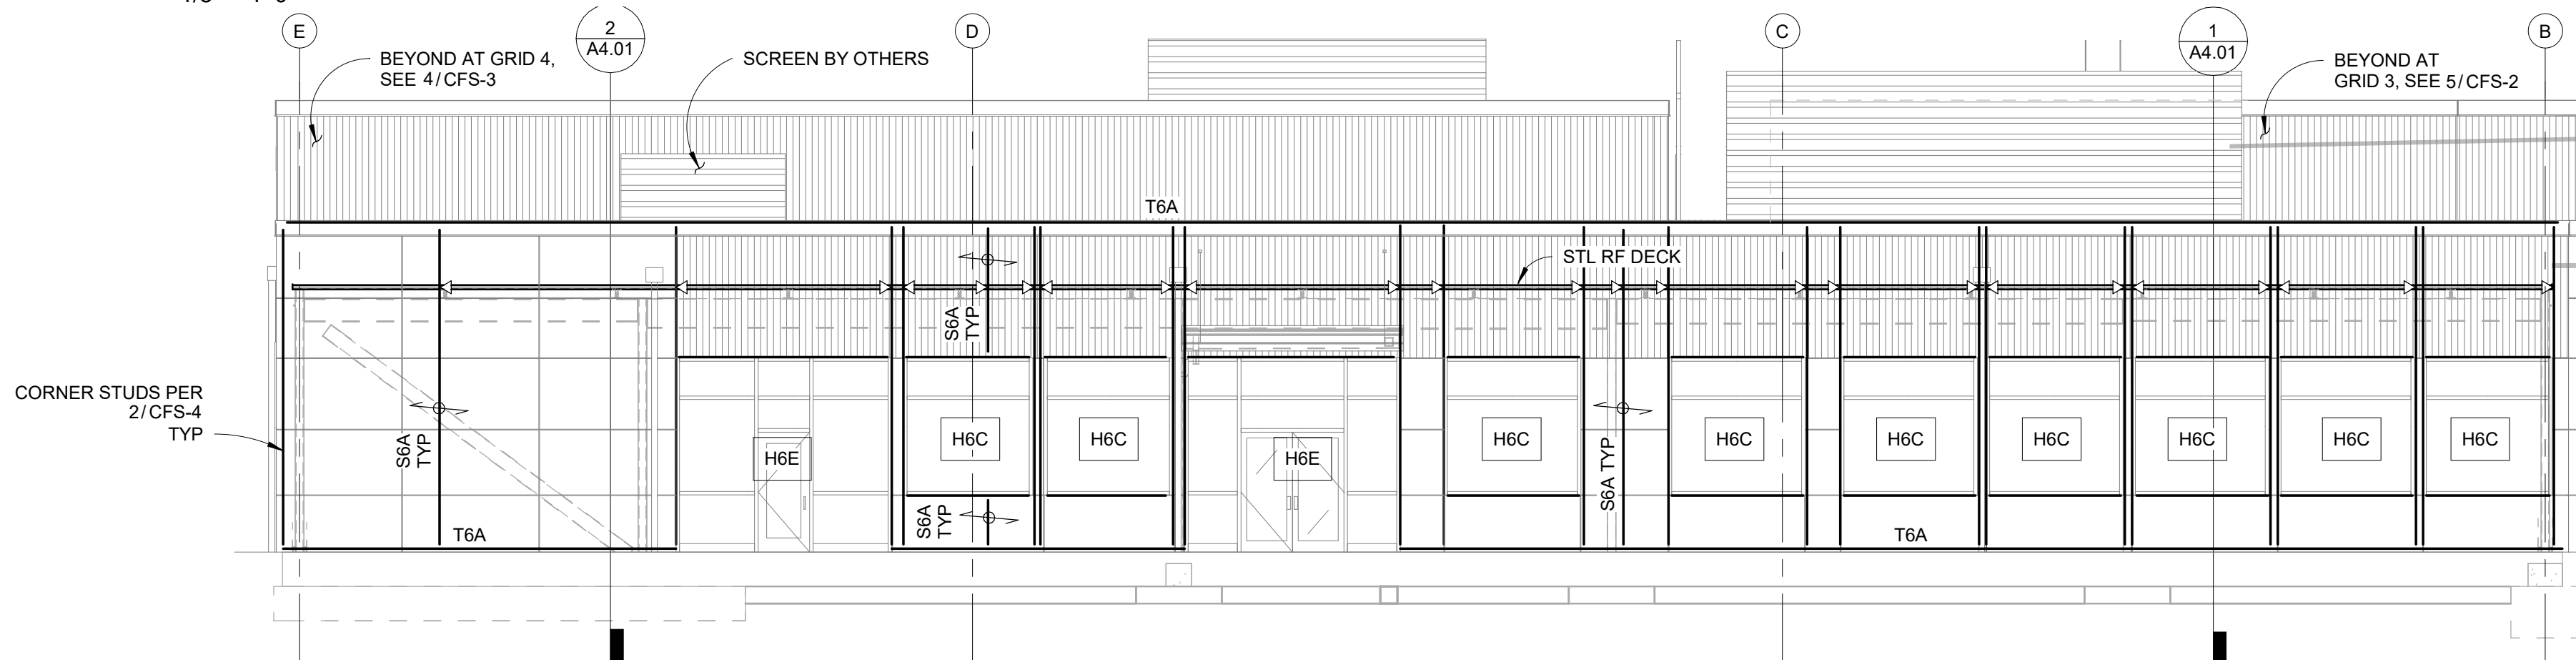 E
2
A4.01
D
C
1
A4.01
B
BEYOND AT GRID 4,
SEE 4/CFS-3
SCREEN BY OTHERS
BEYOND AT
GRID 3, SEE 5/CFS-2
T6A
STL RF DECK
S6A
TYP
CORNER STUDS PER
2/CFS-4
TYP
S6A
TYP
H6E
H6C
H6C
H6E
H6C
S6A TYP
H6C
H6C
H6C
H6C
H6C
H6C
S6A
TYP
T6A
T6A